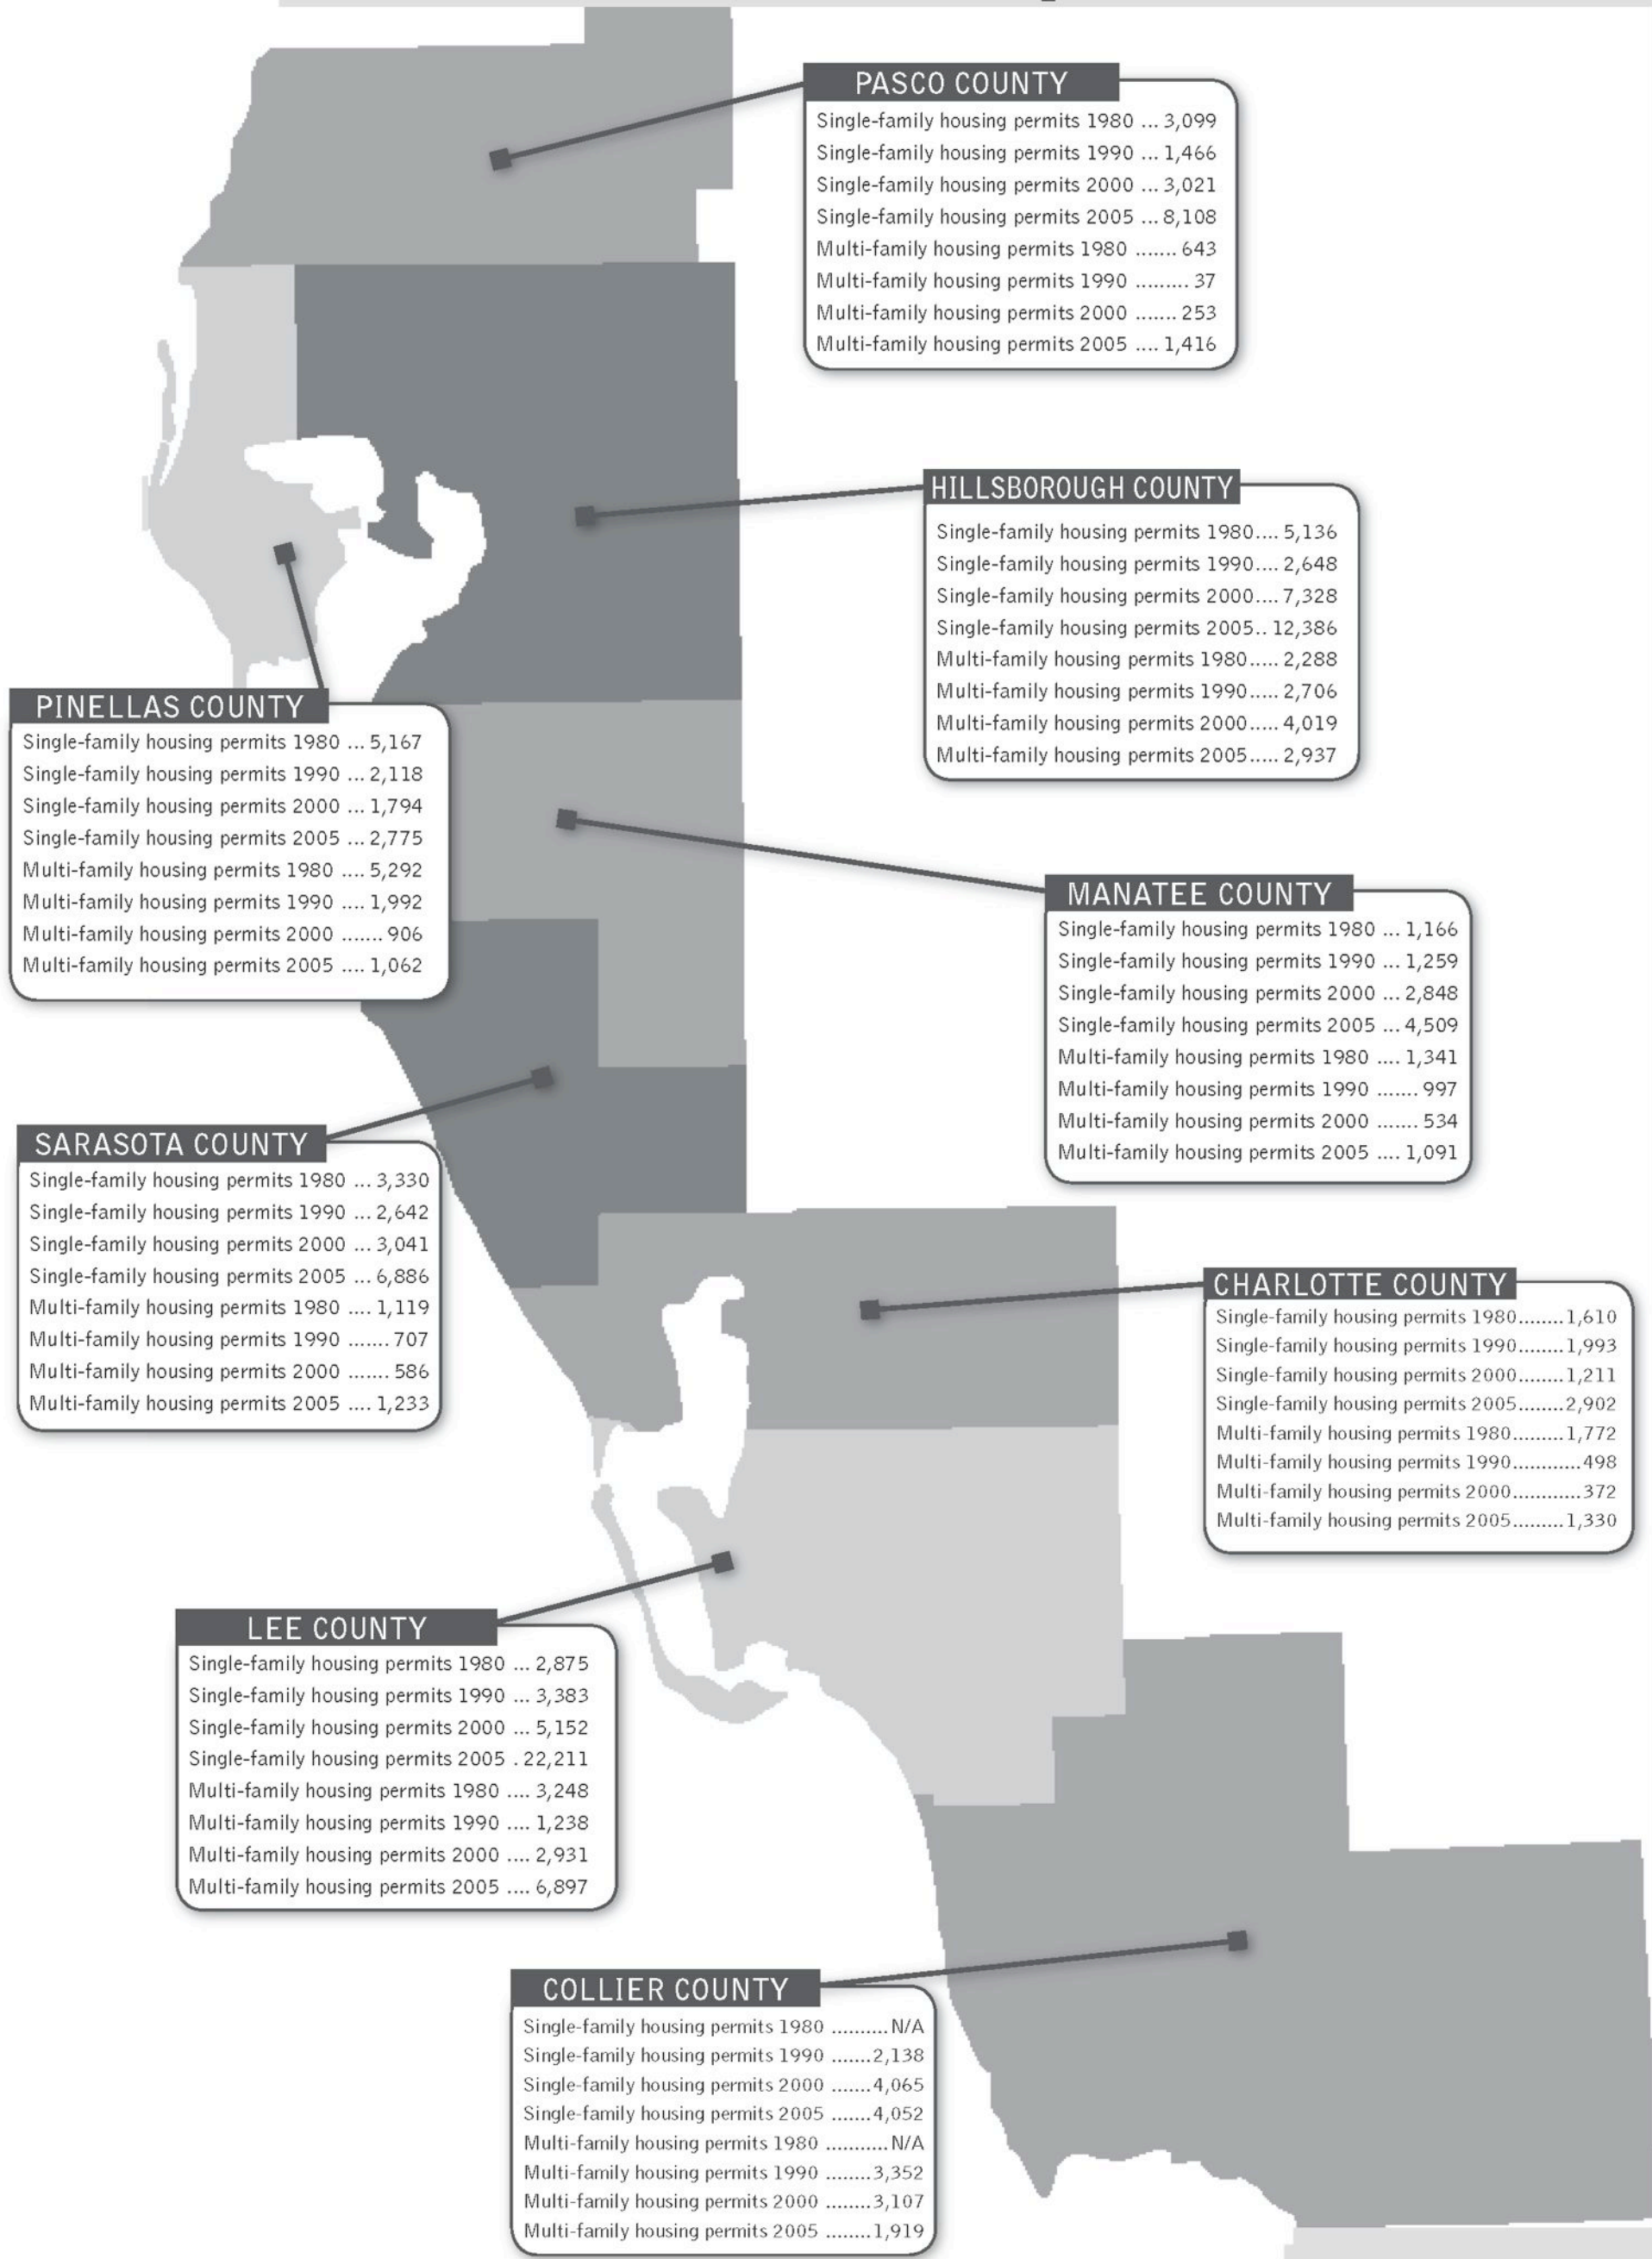 PASCO COUNTY
Single-family housing permits 1980 ... 3,099
Single-family housing permits 1990 ... 1,466
Single-family housing permits 2000 ... 3,021
Single-family housing permits 2005 ... 8,108
Multi-family housing permits 1980 ....... 643
Multi-family housing permits 1990 ......... 37
Multi-family housing permits 2000 ....... 253
Multi-family housing permits 2005 .... 1,416
HILLSBOROUGH COUNTY
Single-family housing permits 1980.... 5,136
Single-family housing permits 1990.... 2,648
Single-family housing permits 2000.... 7,328
Single-family housing permits 2005.. 12,386
Multi-family housing permits 1980..... 2,288
Multi-family housing permits 1990..... 2,706
Multi-family housing permits 2000..... 4,019
Multi-family housing permits 2005..... 2,937
PINELLAS COUNTY
Single-family housing permits 1980 ... 5,167
Single-family housing permits 1990 ... 2,118
Single-family housing permits 2000 ... 1,794
Single-family housing permits 2005 ... 2,775
Multi-family housing permits 1980 .... 5,292
Multi-family housing permits 1990 .... 1,992
Multi-family housing permits 2000 ....... 906
Multi-family housing permits 2005 .... 1,062
MANATEE COUNTY
Single-family housing permits 1980 ... 1,166
Single-family housing permits 1990 ... 1,259
Single-family housing permits 2000 ... 2,848
Single-family housing permits 2005 ... 4,509
Multi-family housing permits 1980 .... 1,341
Multi-family housing permits 1990 ....... 997
Multi-family housing permits 2000 ....... 534
Multi-family housing permits 2005 .... 1,091
SARASOTA COUNTY
Single-family housing permits 1980 ... 3,330
Single-family housing permits 1990 ... 2,642
Single-family housing permits 2000 ... 3,041
Single-family housing permits 2005 ... 6,886
Multi-family housing permits 1980 .... 1,119
Multi-family housing permits 1990 ....... 707
Multi-family housing permits 2000 ....... 586
Multi-family housing permits 2005 .... 1,233
CHARLOTTE COUNTY
Single-family housing permits 1980........1,610
Single-family housing permits 1990........1,993
Single-family housing permits 2000........1,211
Single-family housing permits 2005........2,902
Multi-family housing permits 1980.........1,772
Multi-family housing permits 1990............498
Multi-family housing permits 2000............372
Multi-family housing permits 2005.........1,330
LEE COUNTY
Single-family housing permits 1980 ... 2,875
Single-family housing permits 1990 ... 3,383
Single-family housing permits 2000 ... 5,152
Single-family housing permits 2005 . 22,211
Multi-family housing permits 1980 .... 3,248
Multi-family housing permits 1990 .... 1,238
Multi-family housing permits 2000 .... 2,931
Multi-family housing permits 2005 .... 6,897
COLLIER COUNTY
Single-family housing permits 1980 ..........N/A
Single-family housing permits 1990 .......2,138
Single-family housing permits 2000 .......4,065
Single-family housing permits 2005 .......4,052
Multi-family housing permits 1980 ...........N/A
Multi-family housing permits 1990 ........3,352
Multi-family housing permits 2000 ........3,107
Multi-family housing permits 2005 ........1,919